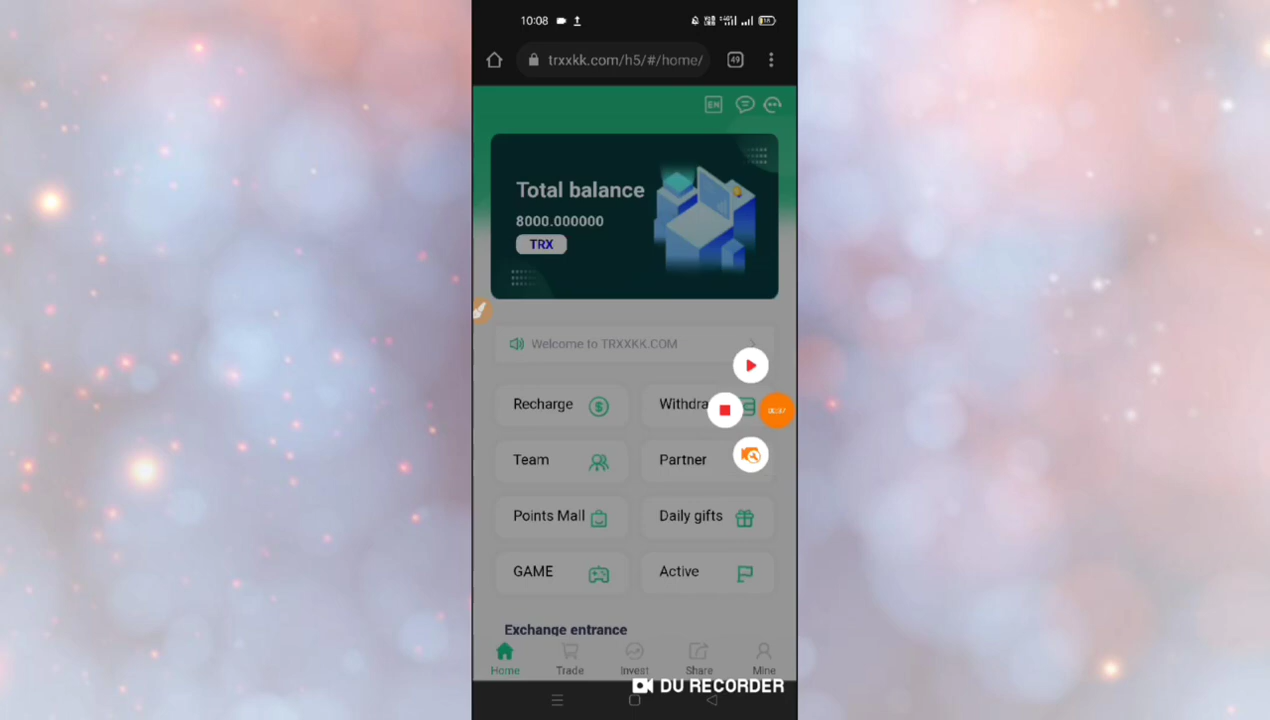 10:08
49
trxxkk.com/h5/#/home/
EN
Total balance
8000.000000
TRX
Welcome to TRXXKK.COM
Recharge
Withdra
Team
Partner
Points Mall
Daily gifts
GAME
Active
Exchange entrance
Home
Trade
Invest
Share
Mine
DU RECORDER